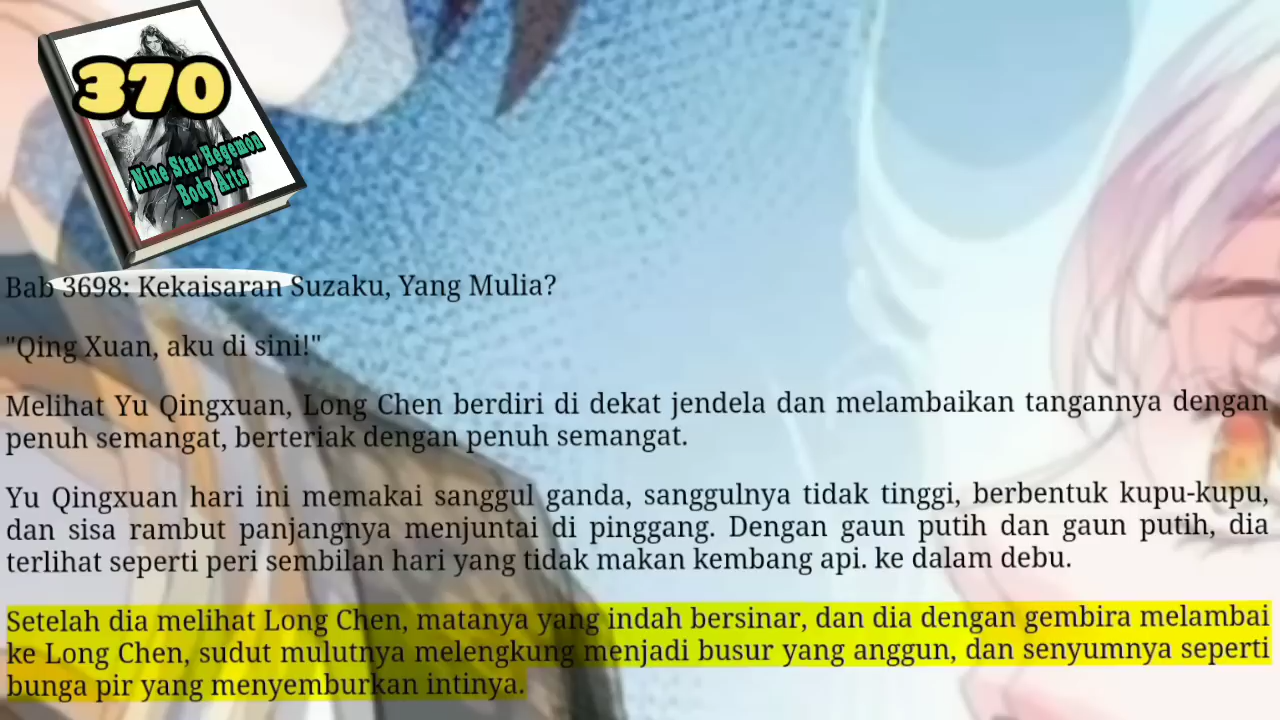 370
Nine Star Hegemon
Body Arts
Bab 3698: Kekaisaran Suzaku, Yang Mulia?
"Qing Xuan, aku di sini!"
Melihat Yu Qingxuan, Long Chen berdiri di dekat jendela dan melambaikan tangannya dengan
penuh semangat, berteriak dengan penuh semangat.
Yu Qingxuan hari ini memakai sanggul ganda, sanggulnya tidak tinggi, berbentuk kupu-kupu,
dan sisa rambut panjangnya menjuntai di pinggang. Dengan gaun putih dan gaun putih, dia
terlihat seperti peri sembilan hari yang tidak makan kembang api. ke dalam debu.
Setelah dia melihat Long Chen, matanya yang indah bersinar, dan dia dengan gembira melambai
ke Long Chen, sudut mulutnya melengkung menjadi busur yang anggun, dan senyumnya seperti
bunga pir yang menyemburkan intinya.